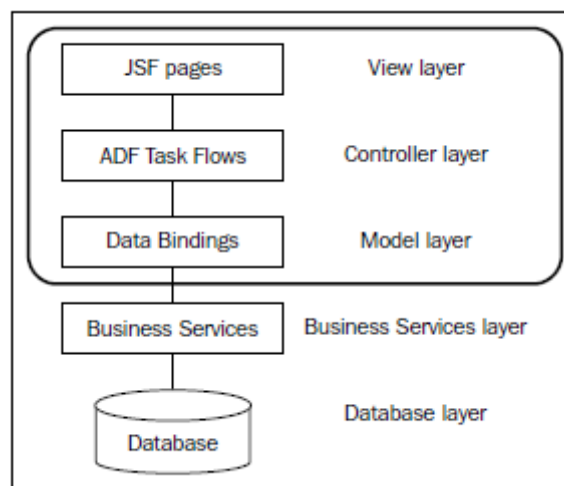 JSF pages View layer
ADF Task Flows Controller layer
Data Bindings Model layer
Business Services Business Services layer
Database layer
Database